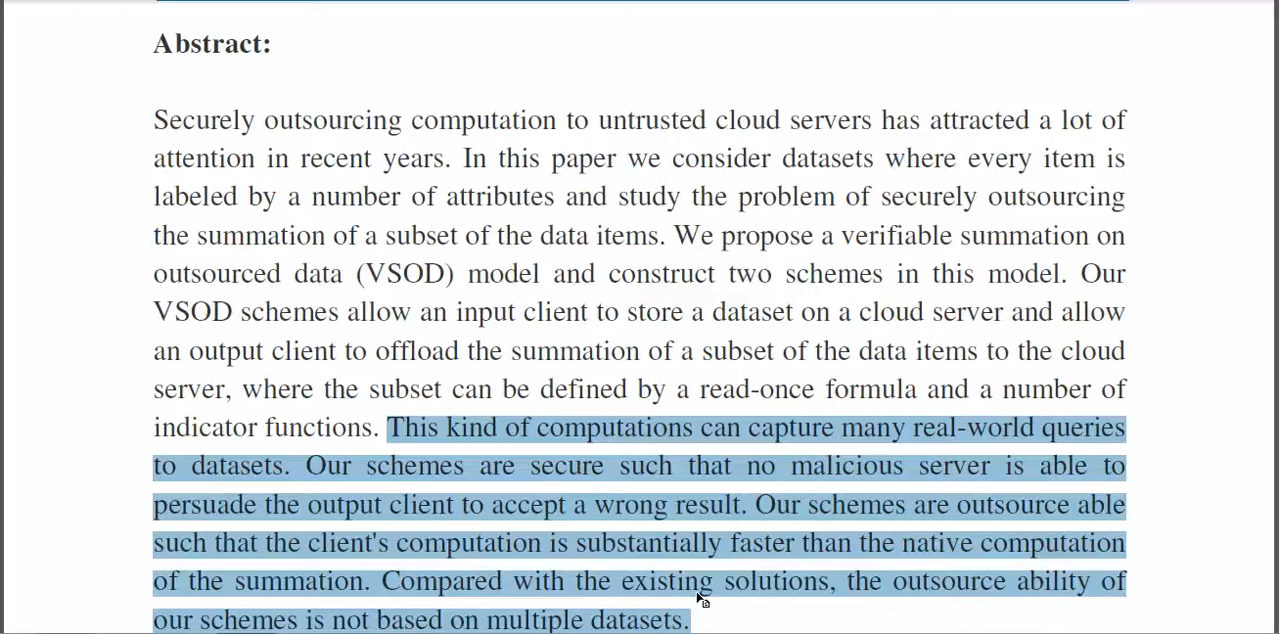 Abstract:
Securely outsourcing computation to untrusted cloud servers has attracted a lot of
attention in recent years. In this paper we consider datasets where every item is
labeled by a number of attributes and study the problem of securely outsourcing
the summation of a subset of the data items. We propose a verifiable summation on
outsourced data (VSOD) model and construct two schemes in this model. Our
VSOD schemes allow an input client to store a dataset on a cloud server and allow
an output client to offload the summation of a subset of the data items to the cloud
server, where the subset can be defined by a read-once formula and a number of
indicator functions. This kind of computations can capture many real-world queries
to datasets. Our schemes are secure such that no malicious server is able to
persuade the output client to accept a wrong result. Our schemes are outsource able
such that the client's computation is substantially faster than the native computation
of the summation. Compared with the existing solutions, the outsource ability of
our schemes is not based on multiple datasets.